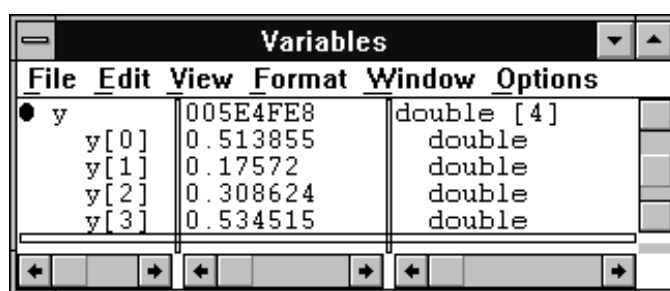 Variables
File Edit View Format Window Options
y 005E4FE8 double [4]
y[0] 0.513855 double
y[1] 0.17572 double
y[2] 0.308624 double
y[3] 0.534515 double